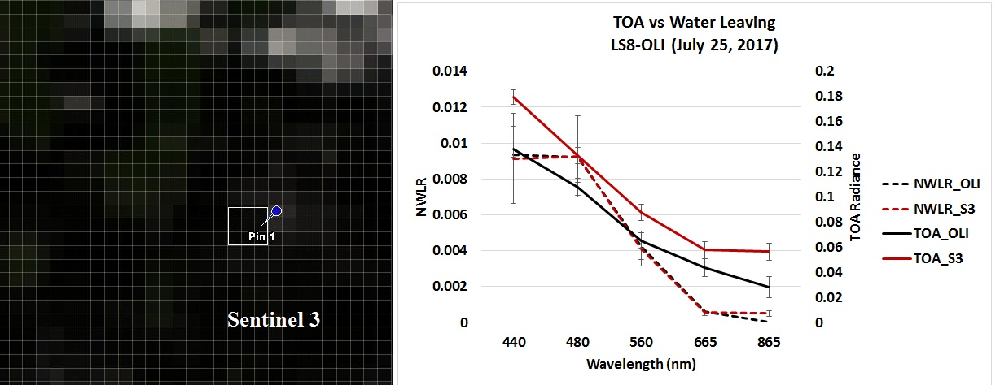 Pin 1
Sentinel 3
TOA vs Water Leaving
LS8-OLI (July 25, 2017)
0.014
0.012
0.01
0.008
0.006
0.004
0.002
0
NWLR
0.2
0.18
0.16
0.14
0.12
0.1
0.08
0.06
0.04
0.02
0
TOA Radiance
440 480 560 665 865
Wavelength (nm)
NWLR_OLI
NWLR_S3
TOA_OLI
TOA_S3